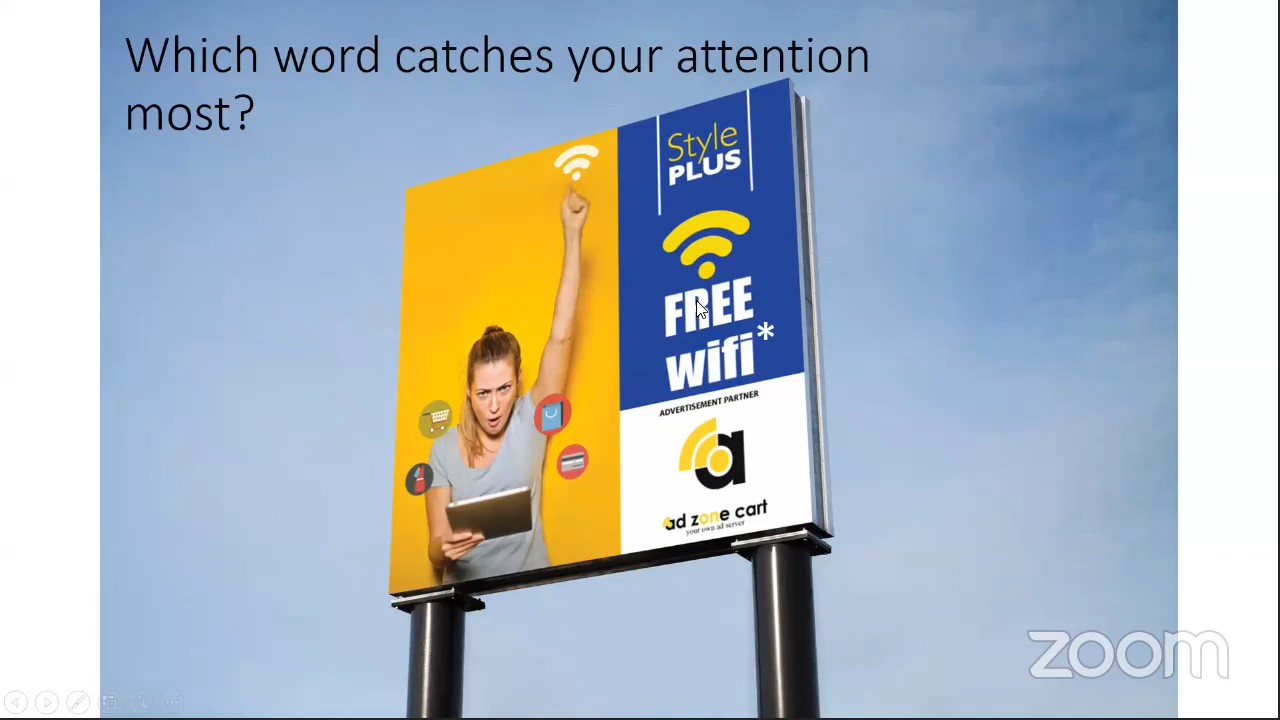 Which word catches your attention
most?
Style
PLUS
FREE
wifi*
ADVERTISEMENT PARTNER
a
ad zone cart
your own ad server
zoom